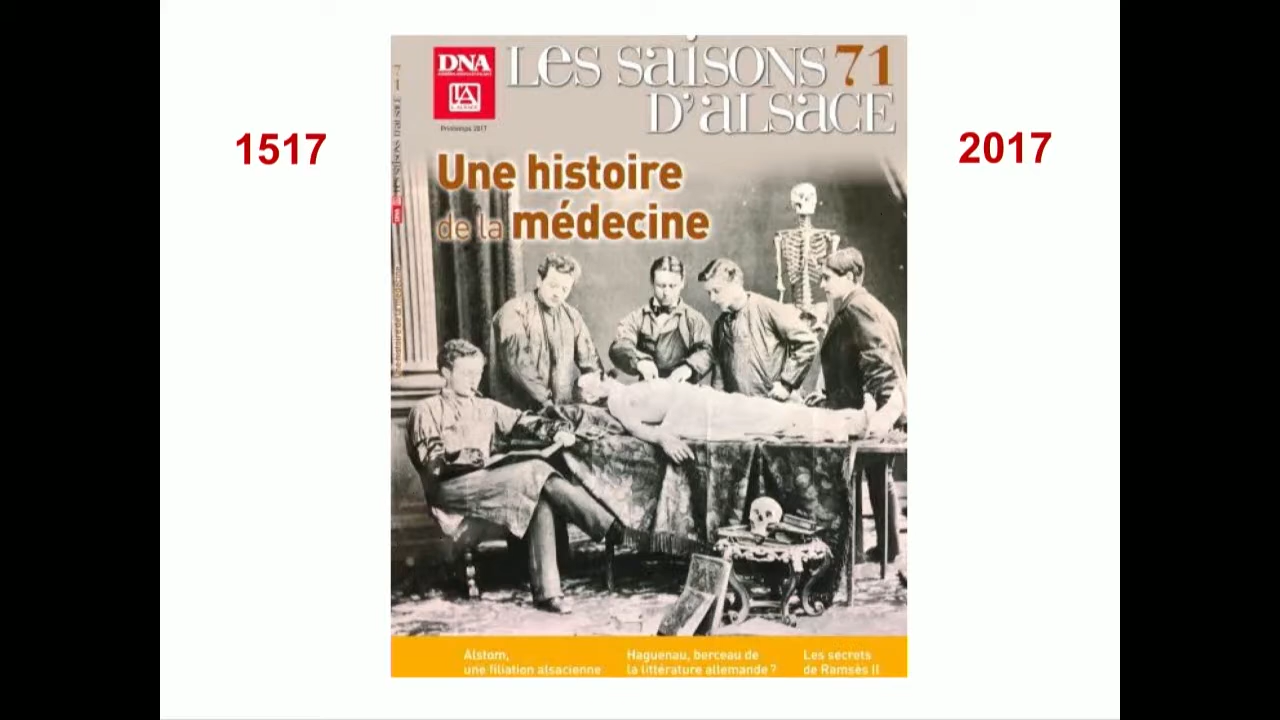 1517
2017
DNA
L'ALSACE
Printemps 2017
Les saisons 71
D'alsace
Une histoire
de la médecine
Alstom,
une filiation alsacienne
Haguenau, berceau de
la littérature allemande ?
Les secrets
de Ramsès II